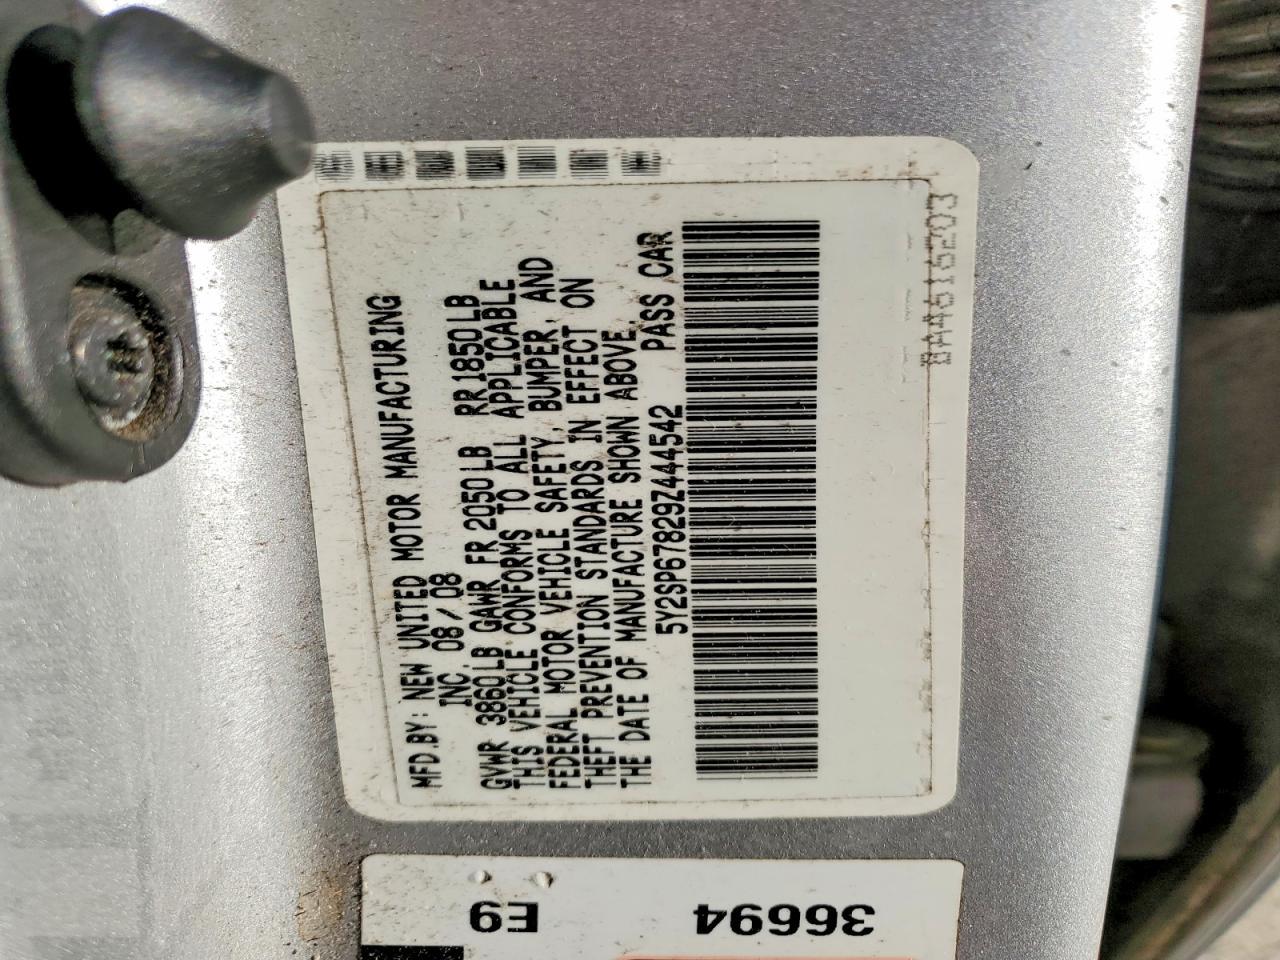 MFD.BY: NEW UNITED MOTOR MANUFACTURING
INC. 08/08
GVWR 3860LB GAWR FR 2050LB RR 1850LB
THIS VEHICLE CONFORMS TO ALL APPLICABLE
FEDERAL MOTOR VEHICLE SAFETY, BUMPER, AND
THEFT PREVENTION STANDARDS IN EFFECT ON
THE DATE OF MANUFACTURE SHOWN ABOVE.
5Y2SP67829Z444542 PASS CAR
8A4616203
E9 36694